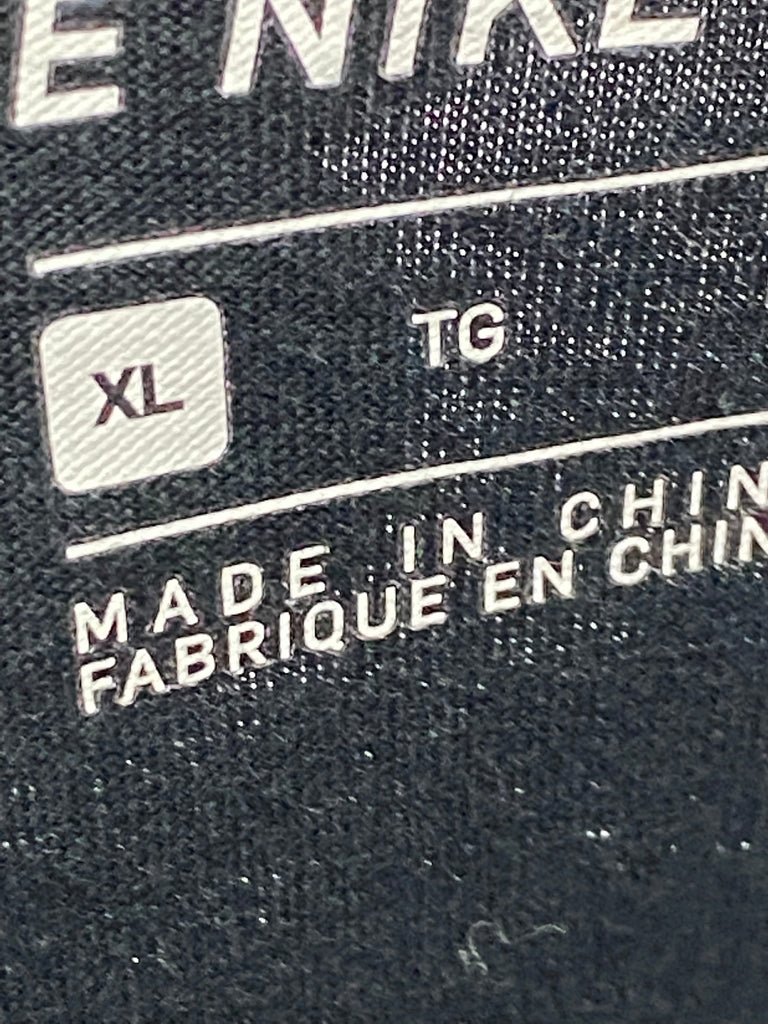 E NIKE
XL TG
MADE IN CHIN
FABRIQUE EN CHIN